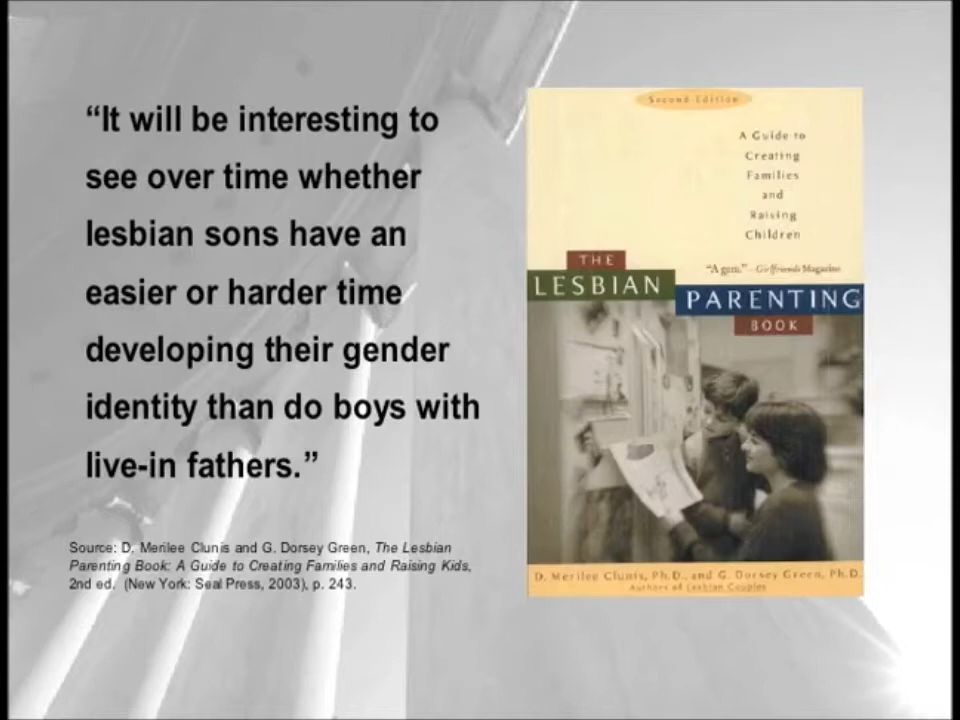 “It will be interesting to
see over time whether
lesbian sons have an
easier or harder time
developing their gender
identity than do boys with
live-in fathers.”
Source: D. Merilee Clunis and G. Dorsey Green, The Lesbian
Parenting Book: A Guide to Creating Families and Raising Kids,
2nd ed. (New York: Seal Press, 2003), p. 243.
Second Edition
A Guide to
Creating
Families
and
Raising
Children
“A gem.” —Girlfriends Magazine
THE
LESBIAN
PARENTING
BOOK
D. Merilee Clunis, Ph.D., and G. Dorsey Green, Ph.D.
Authors of Lesbian Couples